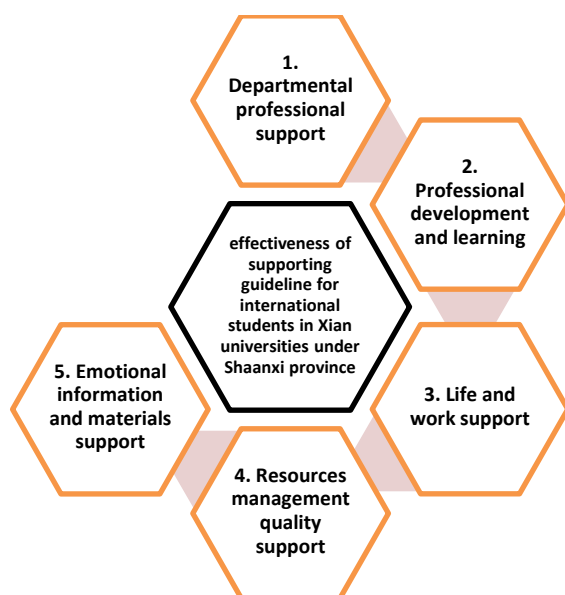 1.
Departmental
professional
support
2.
Professional
development
and learning
effectiveness of
supporting
guideline for
international
students in Xian
universities under
Shaanxi province
3. Life and
work support
4. Resources
management
quality
support
5. Emotional
information
and materials
support